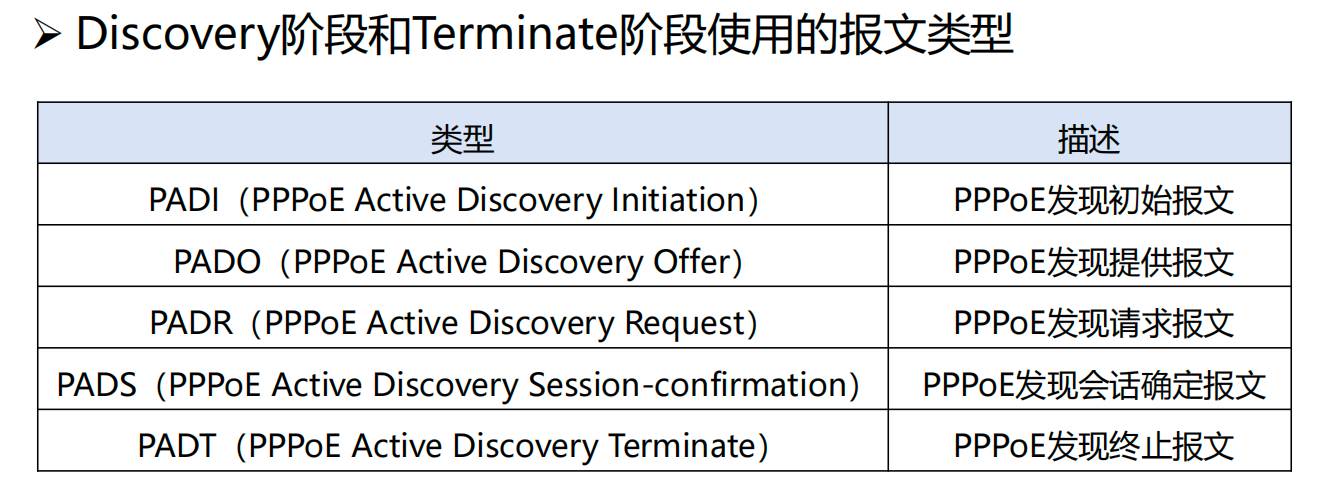 ➢ Discovery阶段和Terminate阶段使用的报文类型
类型 描述
PADI（PPPoE Active Discovery Initiation） PPPoE发现初始报文
PADO（PPPoE Active Discovery Offer） PPPoE发现提供报文
PADR（PPPoE Active Discovery Request） PPPoE发现请求报文
PADS（PPPoE Active Discovery Session-confirmation） PPPoE发现会话确定报文
PADT（PPPoE Active Discovery Terminate） PPPoE发现终止报文